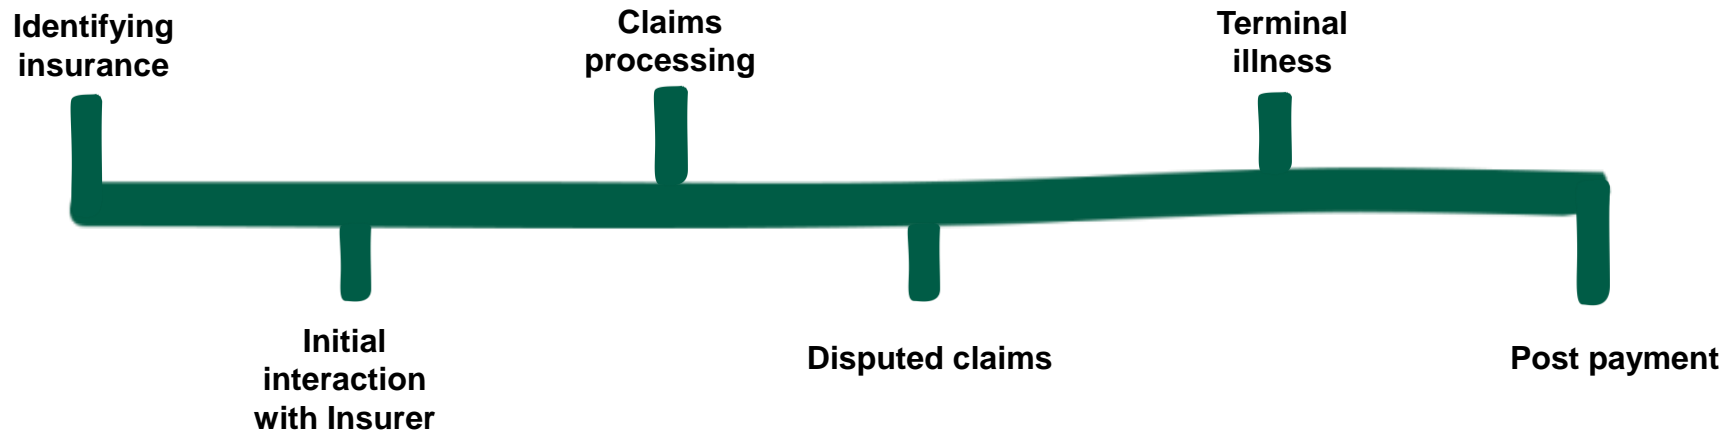 Identifying
insurance
Claims
processing
Terminal
illness
Initial
interaction
with Insurer
Disputed claims
Post payment